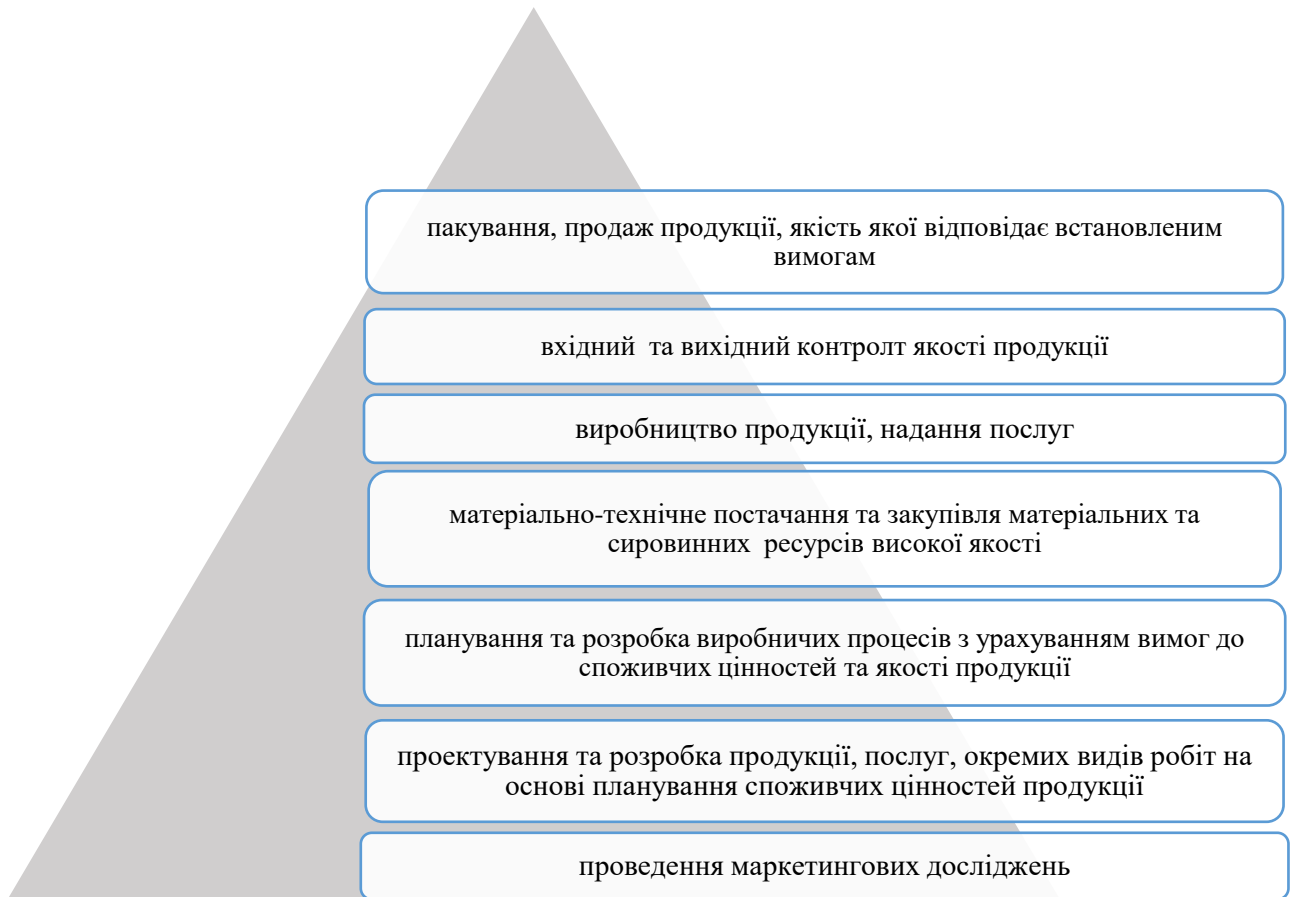 пакування, продаж продукції, якість якої відповідає встановленим
вимогам
вхідний та вихідний контролт якості продукції
виробництво продукції, надання послуг
матеріально-технічне постачання та закупівля матеріальних та
сировинних ресурсів високої якості
планування та розробка виробничих процесів з урахуванням вимог до
споживчих цінностей та якості продукції
проектування та розробка продукції, послуг, окремих видів робіт на
основі планування споживчих цінностей продукції
проведення маркетингових досліджень